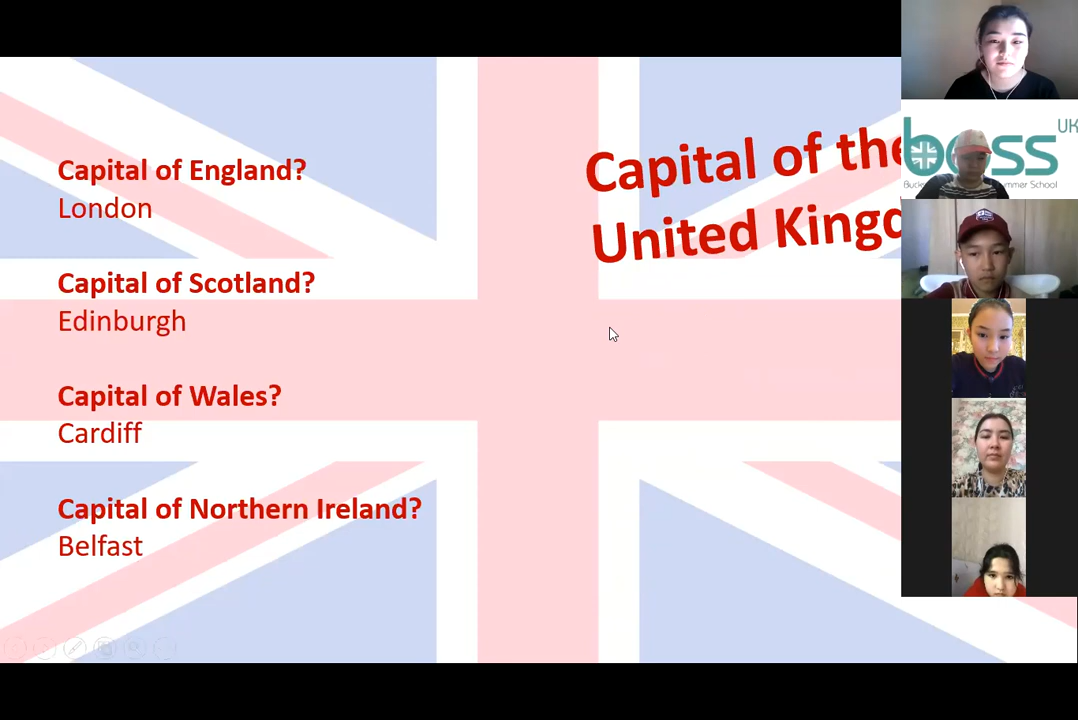 Capital of England?
London
Capital of Scotland?
Edinburgh
Capital of Wales?
Cardiff
Capital of Northern Ireland?
Belfast
Capital of the
United
UK